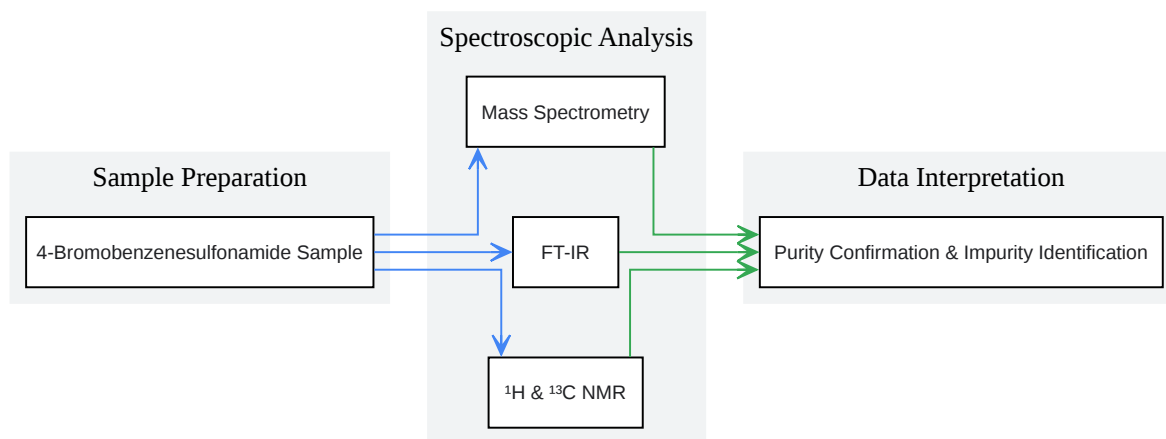 Sample Preparation
4-Bromobenzenesulfonamide Sample
Spectroscopic Analysis
Mass Spectrometry
FT-IR
¹H & ¹³C NMR
Data Interpretation
Purity Confirmation & Impurity Identification